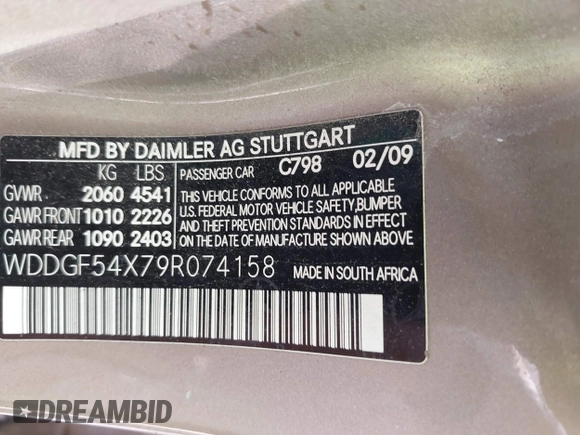 MFD BY DAIMLER AG STUTTGART
KG LBS PASSENGER CAR C798 02/09
GVWR 2060 4541
GAWR FRONT 1010 2226
GAWR REAR 1090 2403
THIS VEHICLE CONFORMS TO ALL APPLICABLE
U.S. FEDERAL MOTOR VEHICLE SAFETY, BUMPER
AND THEFT PREVENTION STANDARDS IN EFFECT
ON THE DATE OF MANUFACTURE SHOWN ABOVE.
WDDGF54X79R074158 MADE IN SOUTH AFRICA
DREAMBID